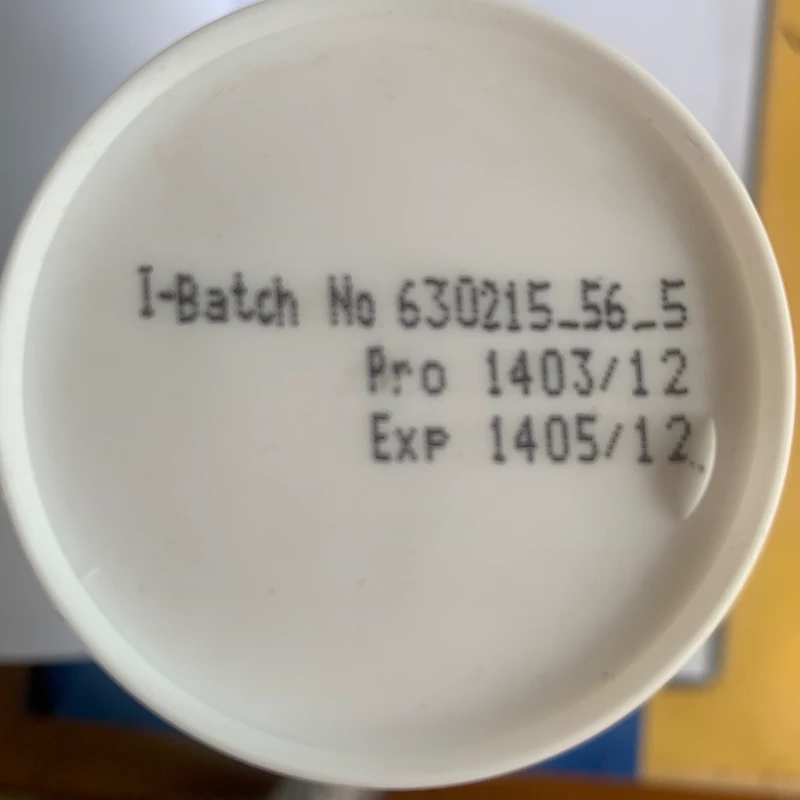 I-Batch No 630215_56_5
Pro 1403/12
Exp 1405/12